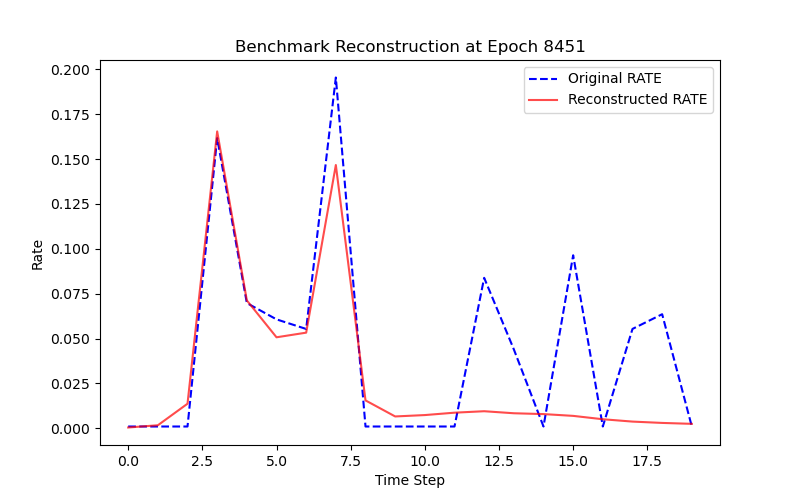 Benchmark Reconstruction at Epoch 8451
Original RATE
Reconstructed RATE
0.200
0.175
0.150
0.125
0.100
0.075
0.050
0.025
0.000
Rate
0.0 2.5 5.0 7.5 10.0 12.5 15.0 17.5
Time Step